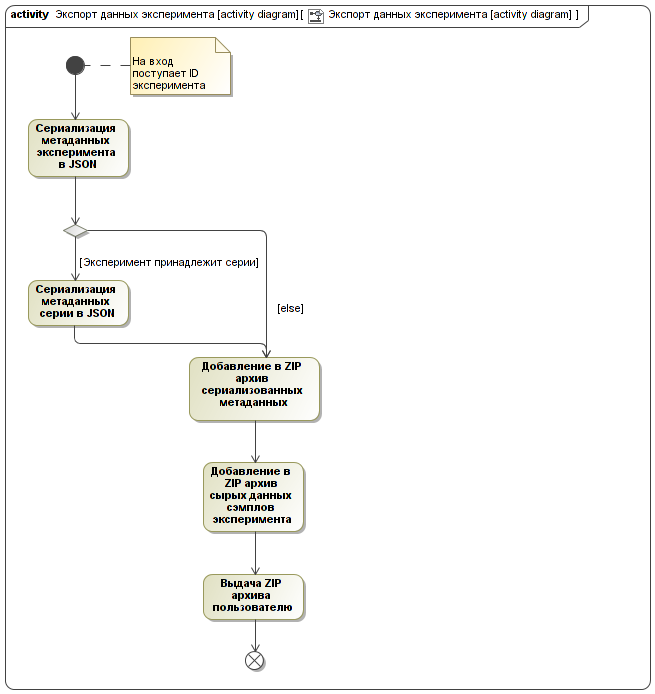 activity Экспорт данных эксперимента [activity diagram] [ Экспорт данных эксперимента [activity diagram] ]
На вход
поступает ID
эксперимента
Сериализация
метаданных
эксперимента
в JSON
[Эксперимент принадлежит серии]
Сериализация
метаданных
серии в JSON
[else]
Добавление в ZIP
архив
сериализованных
метаданных
Добавление в
ZIP архив
сырых данных
сэмплов
эксперимента
Выдача ZIP
архива
пользователю